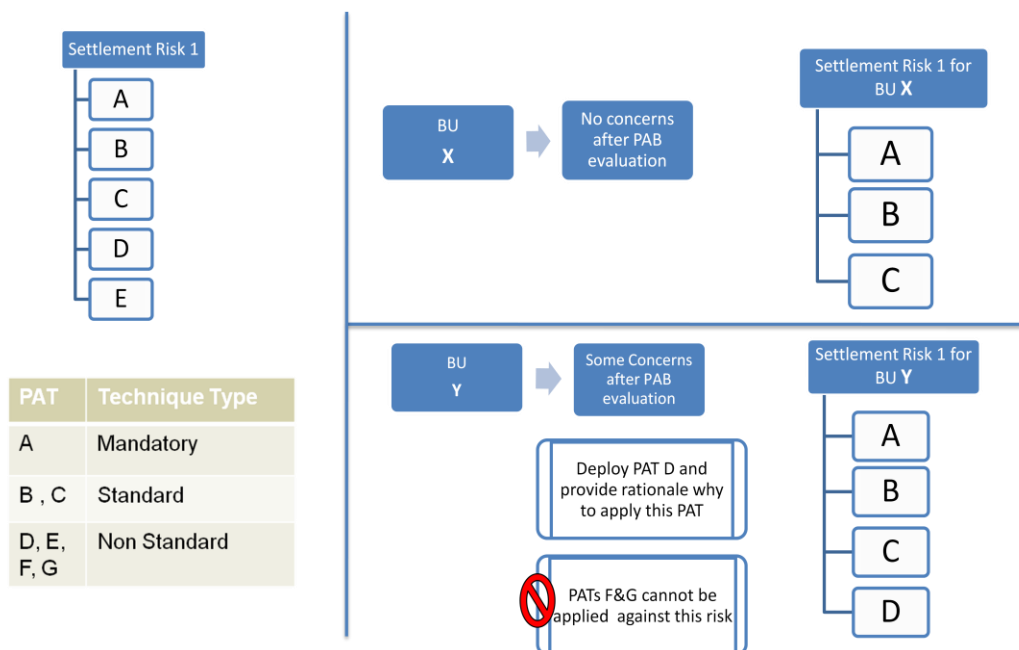 Settlement Risk 1
A
B
C
D
E
PAT Technique Type
A Mandatory
B , C Standard
D, E, Non Standard
F, G
BU
X
No concerns
after PAB
evaluation
Settlement Risk 1 for
BU X
A
B
C
BU
Y
Some Concerns
after PAB
evaluation
Deploy PAT D and
provide rationale why
to apply this PAT
PATs F&G cannot be
applied against this risk
Settlement Risk 1 for
BU Y
A
B
C
D